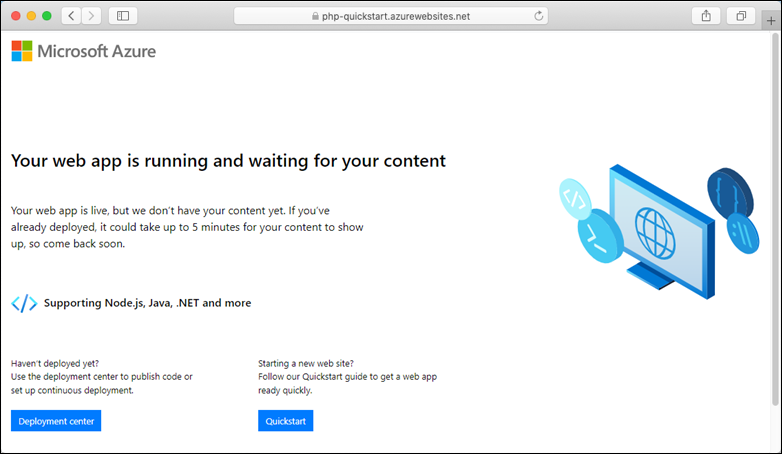 php-quickstart.azurewebsites.net
Microsoft Azure
Your web app is running and waiting for your content
Your web app is live, but we don't have your content yet. If you've
already deployed, it could take up to 5 minutes for your content to show
up, so come back soon.
</> Supporting Node.js, Java, .NET and more
Haven't deployed yet?
Use the deployment center to publish code or
set up continuous deployment.
Deployment center
Starting a new web site?
Follow our Quickstart guide to get a web app
ready quickly.
Quickstart